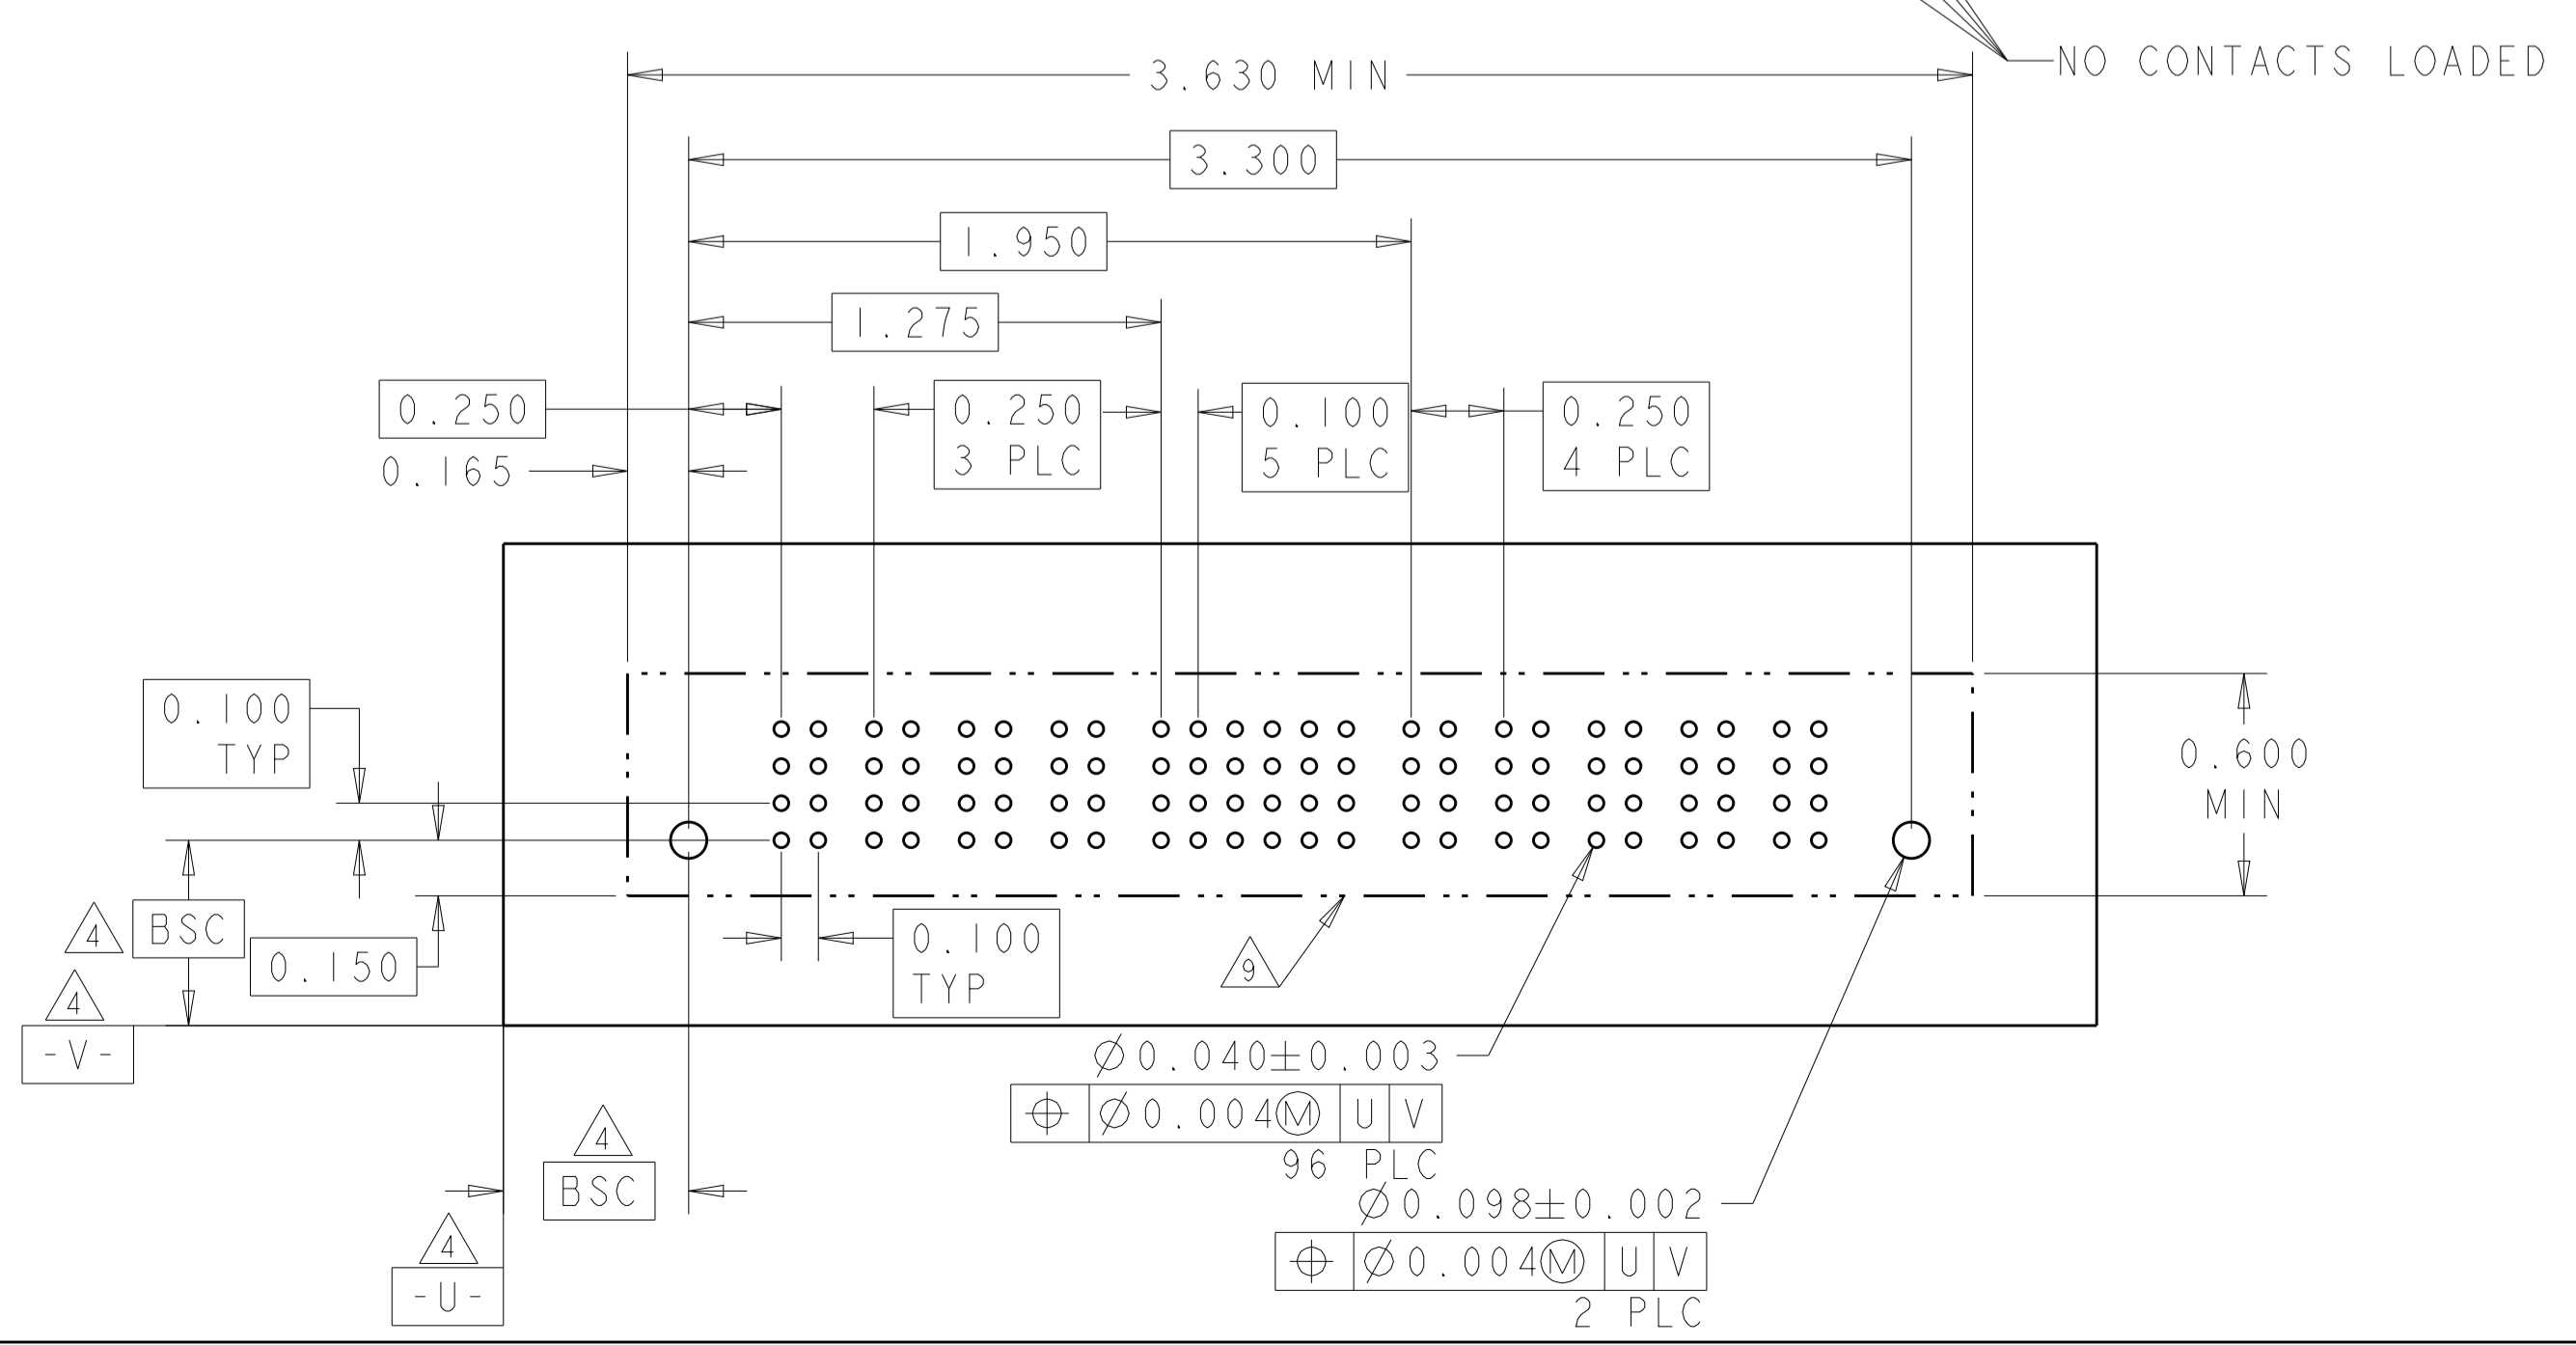 NO CONTACTS LOADED
3.630 MIN
3.300
1.950
1.275
0.250
0.250
3 PLC
0.100
5 PLC
0.250
4 PLC
0.165
0.100
TYP
0.600
MIN
4
BSC
0.150
0.100
TYP
9
4
-V-
Ø0.040±0.003
⌖ Ø0.004Ⓜ U V
96 PLC
4
BSC
Ø0.098±0.002
⌖ Ø0.004Ⓜ U V
2 PLC
4
-U-